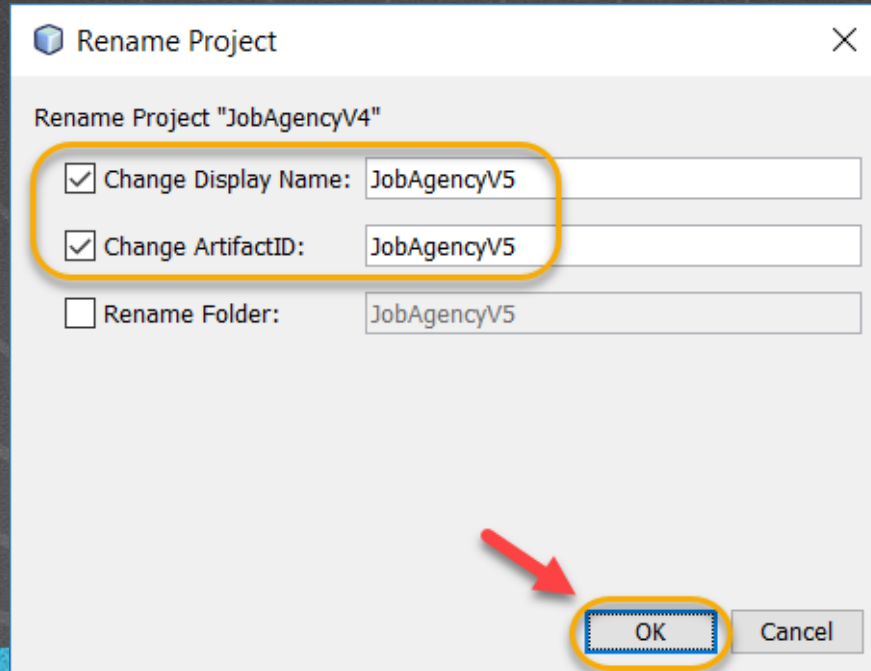 Rename Project
Rename Project "JobAgencyV4"
Change Display Name: JobAgencyV5
Change ArtifactID: JobAgencyV5
Rename Folder: JobAgencyV5
OK Cancel